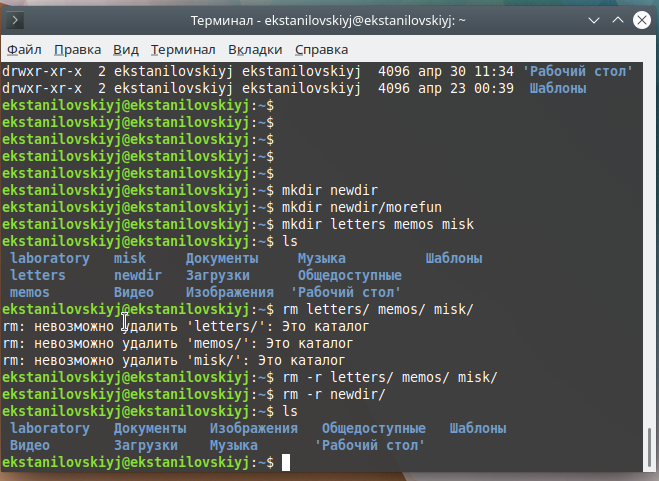 Терминал - ekstanilovskiyj@ekstanilovskiyj: ~
Файл Правка Вид Терминал Вкладки Справка
drwxr-xr-x  2 ekstanilovskiyj ekstanilovskiyj  4096 апр 30 11:34 'Рабочий стол'
drwxr-xr-x  2 ekstanilovskiyj ekstanilovskiyj  4096 апр 23 00:39  Шаблоны
ekstanilovskiyj@ekstanilovskiyj:~$
ekstanilovskiyj@ekstanilovskiyj:~$
ekstanilovskiyj@ekstanilovskiyj:~$
ekstanilovskiyj@ekstanilovskiyj:~$
ekstanilovskiyj@ekstanilovskiyj:~$
ekstanilovskiyj@ekstanilovskiyj:~$ mkdir newdir
ekstanilovskiyj@ekstanilovskiyj:~$ mkdir newdir/morefun
ekstanilovskiyj@ekstanilovskiyj:~$ mkdir letters memos misk
ekstanilovskiyj@ekstanilovskiyj:~$ ls
laboratory   misk     Документы     Музыка          Шаблоны
letters      newdir   Загрузки      Общедоступные
memos        Видео    Изображения  'Рабочий стол'
ekstanilovskiyj@ekstanilovskiyj:~$ rm letters/ memos/ misk/
rm: невозможно удалить 'letters/': Это каталог
rm: невозможно удалить 'memos/': Это каталог
rm: невозможно удалить 'misk/': Это каталог
ekstanilovskiyj@ekstanilovskiyj:~$ rm -r letters/ memos/ misk/
ekstanilovskiyj@ekstanilovskiyj:~$ rm -r newdir/
ekstanilovskiyj@ekstanilovskiyj:~$ ls
laboratory   Документы   Изображения   Общедоступные   Шаблоны
Видео        Загрузки    Музыка       'Рабочий стол'
ekstanilovskiyj@ekstanilovskiyj:~$